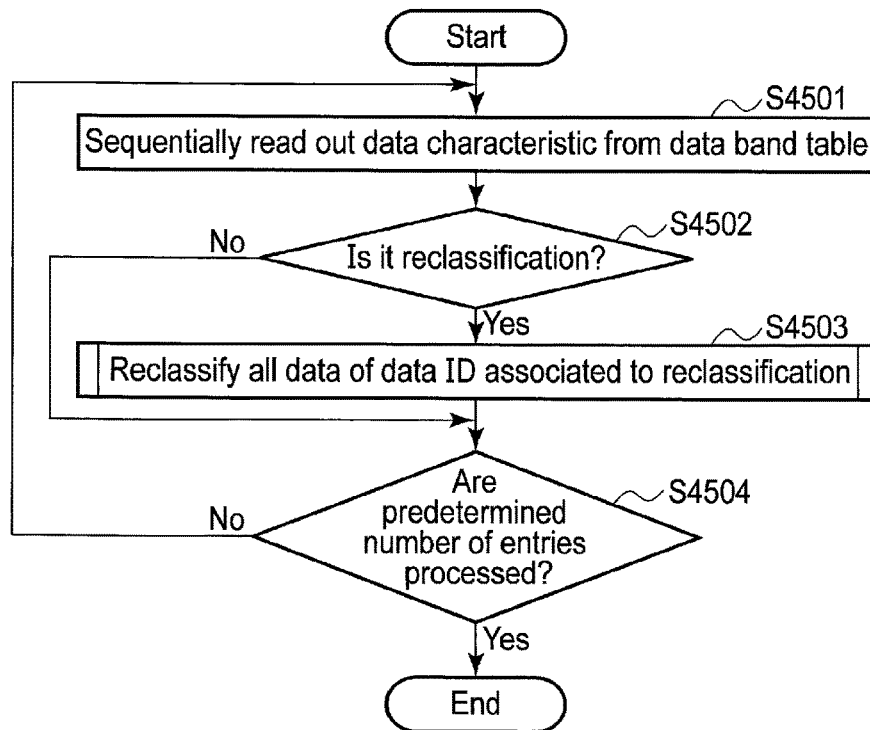 Start
S4501
Sequentially read out data characteristic from data band table
S4502
No
Is it reclassification?
Yes
S4503
Reclassify all data of data ID associated to reclassification
S4504
Are
predetermined
number of entries
processed?
No
Yes
End